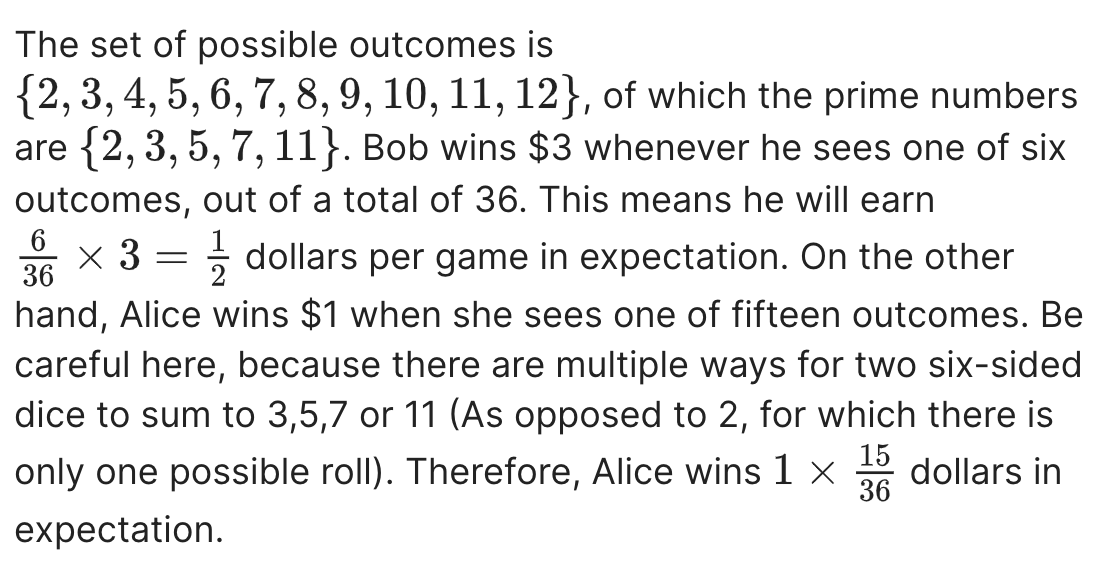 The set of possible outcomes is
{2, 3, 4, 5, 6, 7, 8, 9, 10, 11, 12}, of which the prime numbers
are {2, 3, 5, 7, 11}. Bob wins $3 whenever he sees one of six
outcomes, out of a total of 36. This means he will earn
6/36 × 3 = 1/2 dollars per game in expectation. On the other
hand, Alice wins $1 when she sees one of fifteen outcomes. Be
careful here, because there are multiple ways for two six-sided
dice to sum to 3,5,7 or 11 (As opposed to 2, for which there is
only one possible roll). Therefore, Alice wins 1 × 15/36 dollars in
expectation.